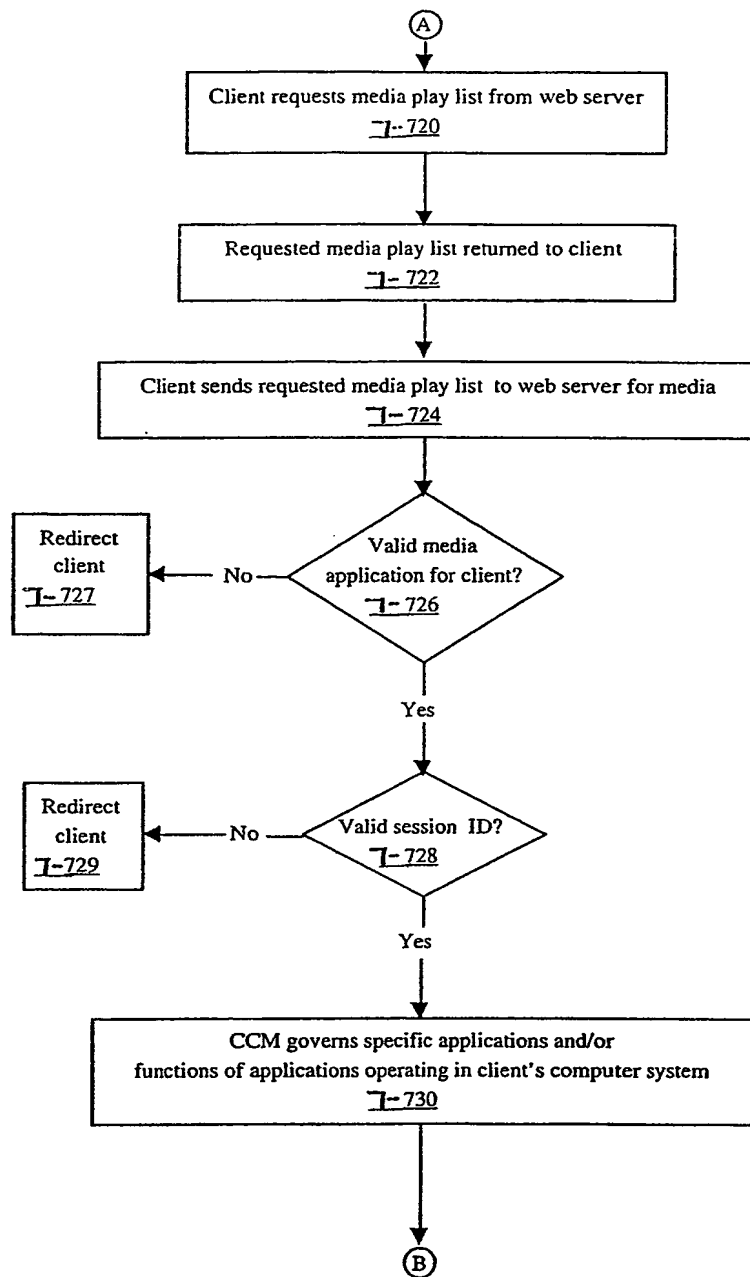 A
Client requests media play list from web server
7-720
Requested media play list returned to client
7-722
Client sends requested media play list to web server for media
7-724
Redirect
client
7-727
No
Valid media
application for client?
7-726
Yes
Redirect
client
7-729
No
Valid session ID?
7-728
Yes
CCM governs specific applications and/or
functions of applications operating in client's computer system
7-730
B